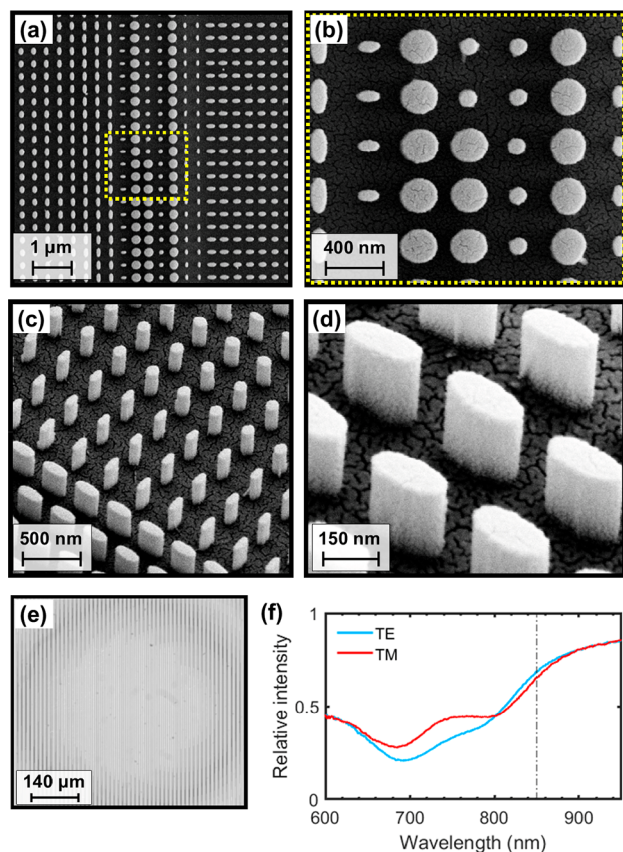 (a)
1 µm
(b)
400 nm
(c)
500 nm
(d)
150 nm
(e)
140 µm
(f)
1
0.5
0
TE
TM
Relative intensity
600
700
800
900
Wavelength (nm)